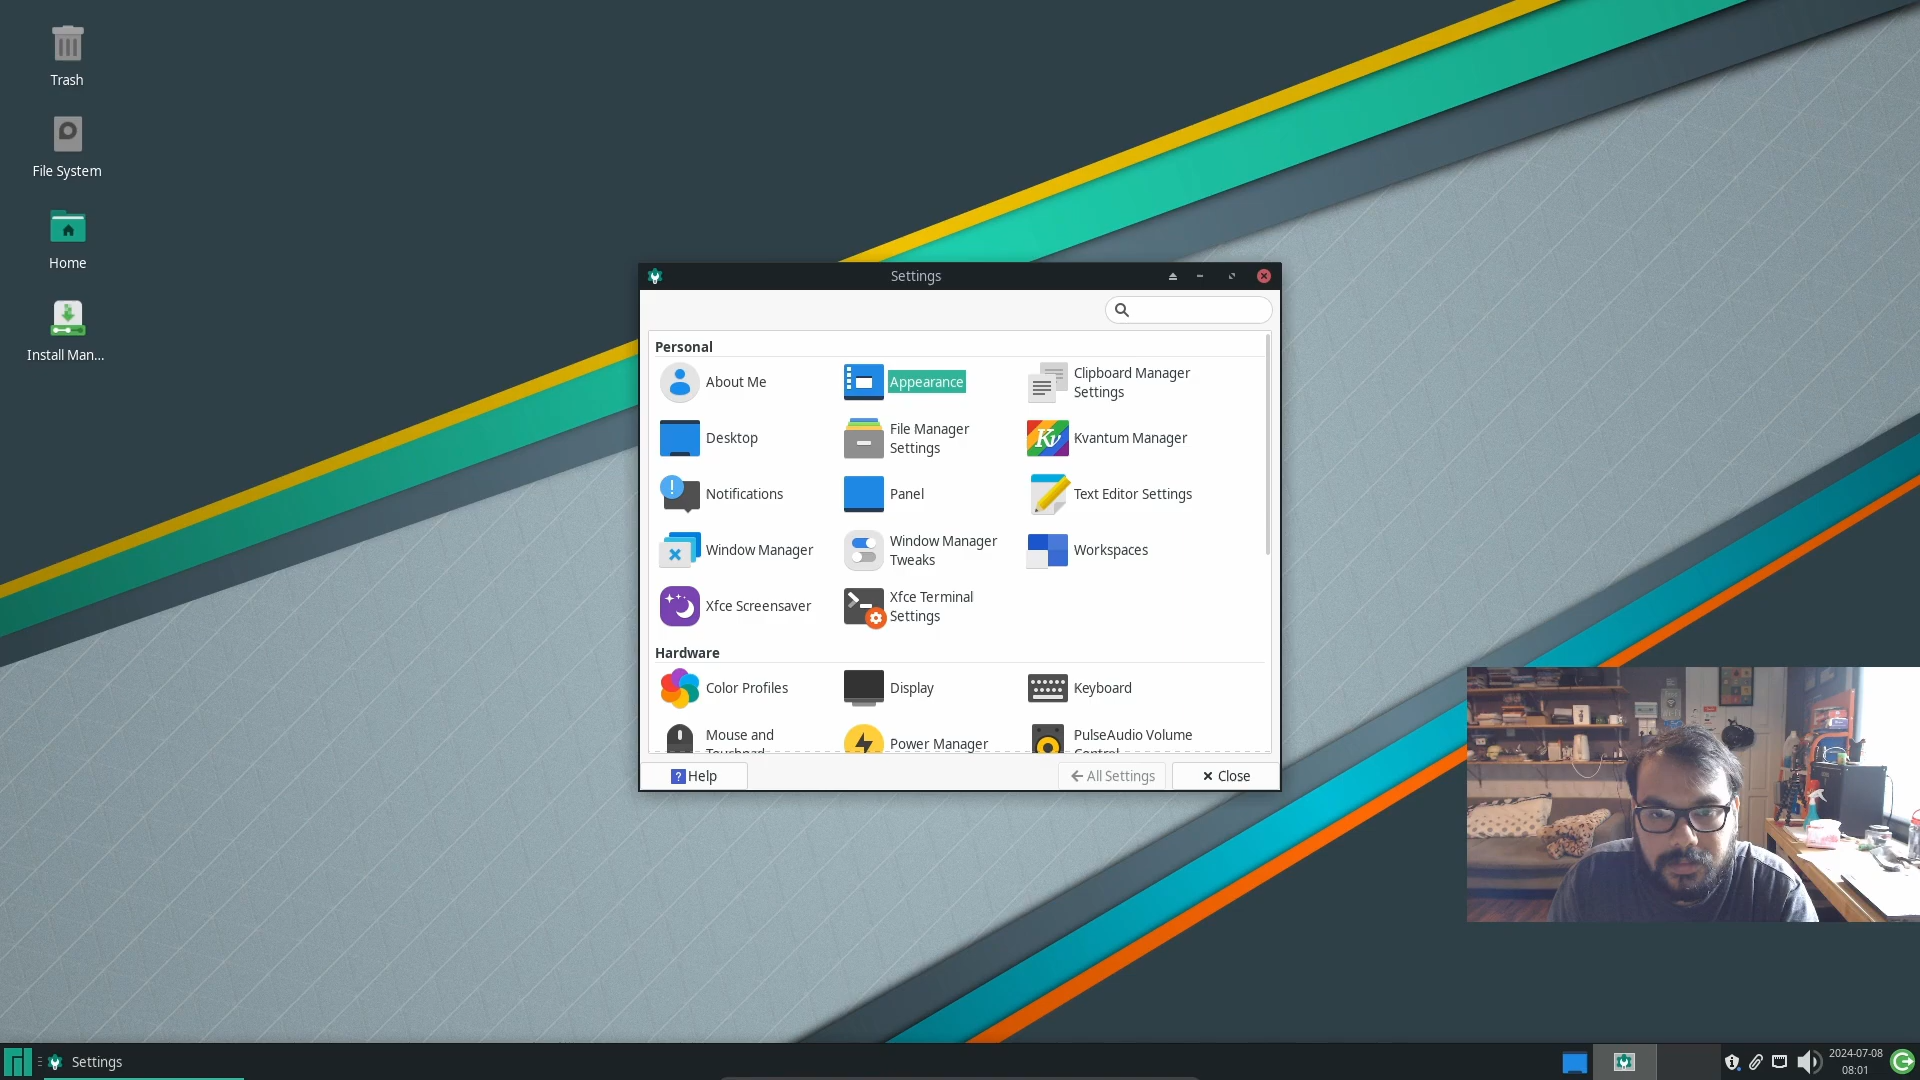 Trash
File System
Home
Install Man...
Settings
Personal
About Me
Appearance
Clipboard Manager
Settings
Desktop
File Manager
Settings
Kv
Kvantum Manager
Notifications
Panel
Text Editor Settings
Window Manager
Window Manager
Tweaks
Workspaces
Xfce Screensaver
Xfce Terminal
Settings
Hardware
Color Profiles
Display
Keyboard
Mouse and
Touchpad
Power Manager
PulseAudio Volume
Control
? Help
All Settings
Close
Settings
2024-07-08
08:01